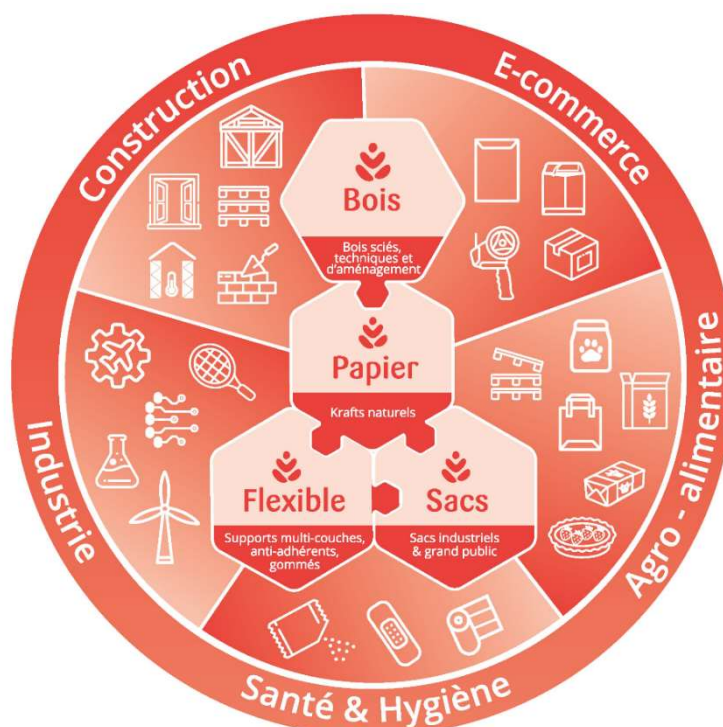 Construction
E-commerce
Bois
Bois sciés,
techniques et
d'aménagement
Papier
Krafts naturels
Flexible
Supports multi-couches,
anti-adhérents,
gommés
Sacs
Sacs industriels
& grand public
Industrie
Agro - alimentaire
Santé & Hygiène